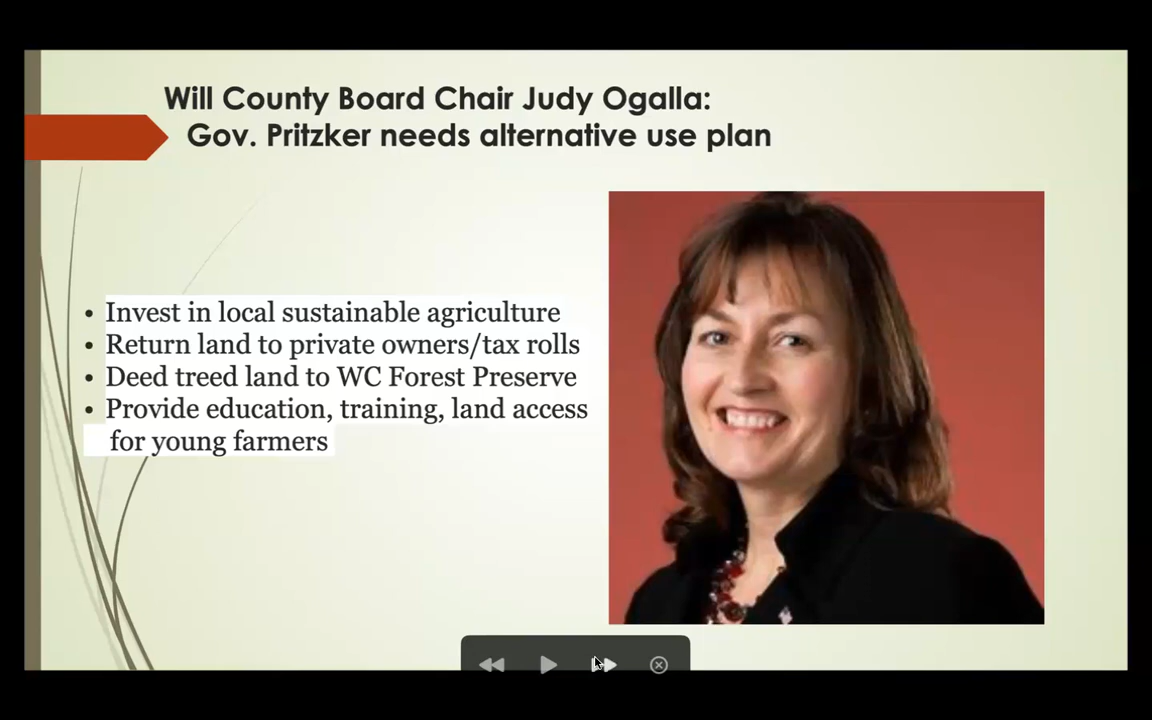 Will County Board Chair Judy Ogalla:
Gov. Pritzker needs alternative use plan
• Invest in local sustainable agriculture
• Return land to private owners/tax rolls
• Deed treed land to WC Forest Preserve
• Provide education, training, land access
for young farmers